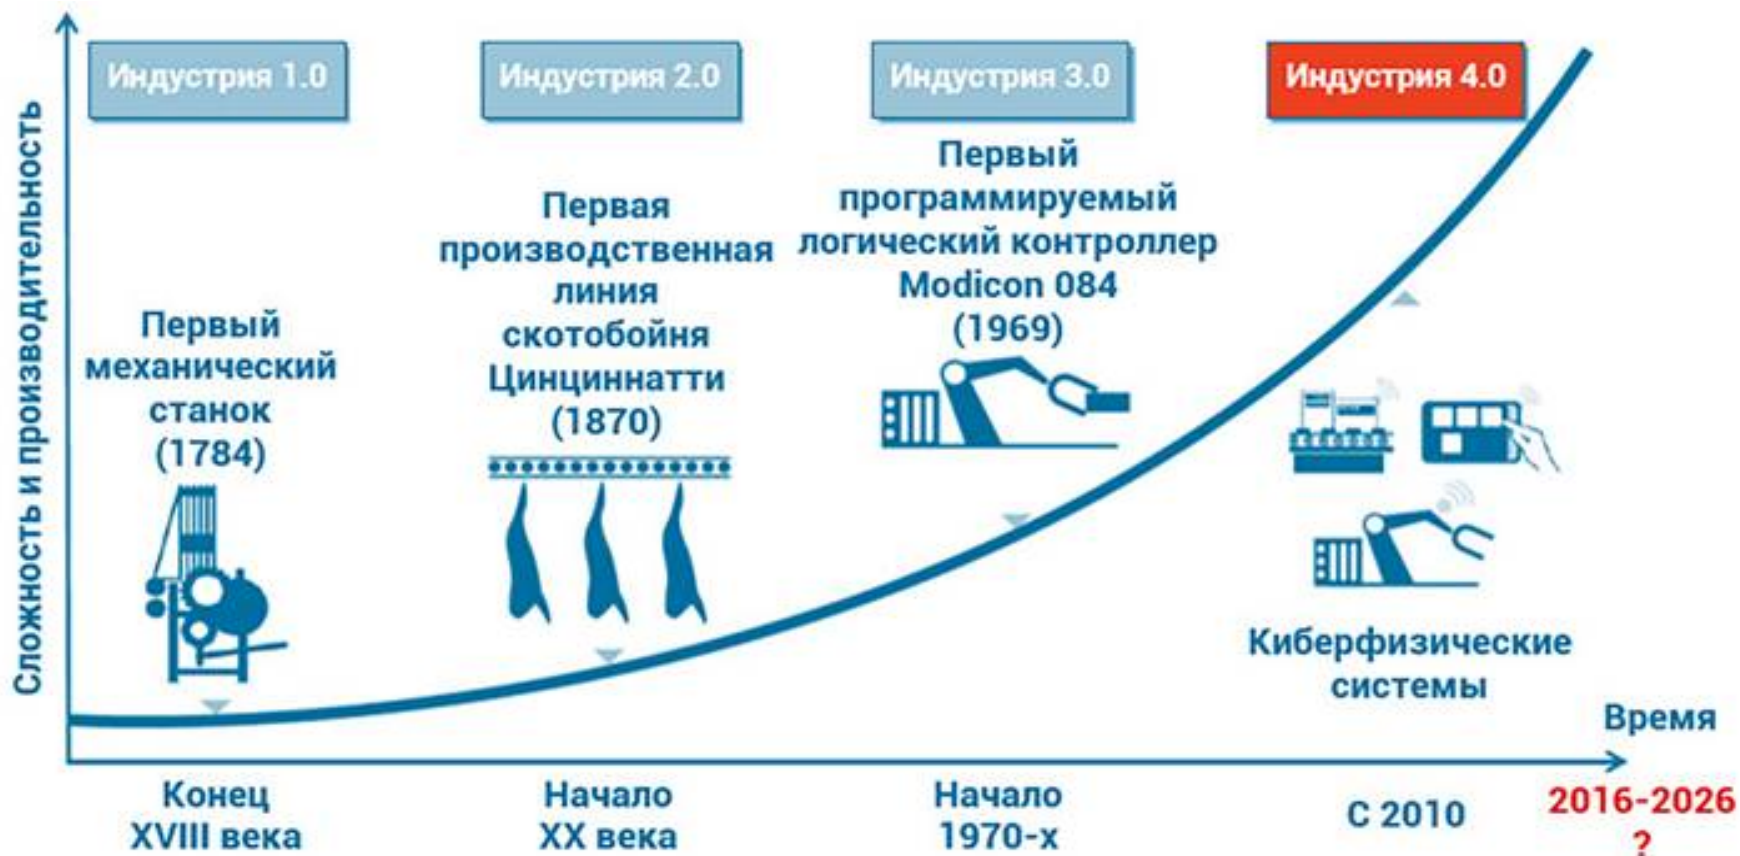 Индустрия 1.0
Индустрия 2.0
Индустрия 3.0
Индустрия 4.0
Сложность и производительность
Первый
механический
станок
(1784)
Первая
производственная
линия
скотобойня
Цинциннатти
(1870)
Первый
программируемый
логический контроллер
Modicon 084
(1969)
Киберфизические
системы
Время
Конец
XVIII века
Начало
XX века
Начало
1970-х
С 2010
2016-2026
?